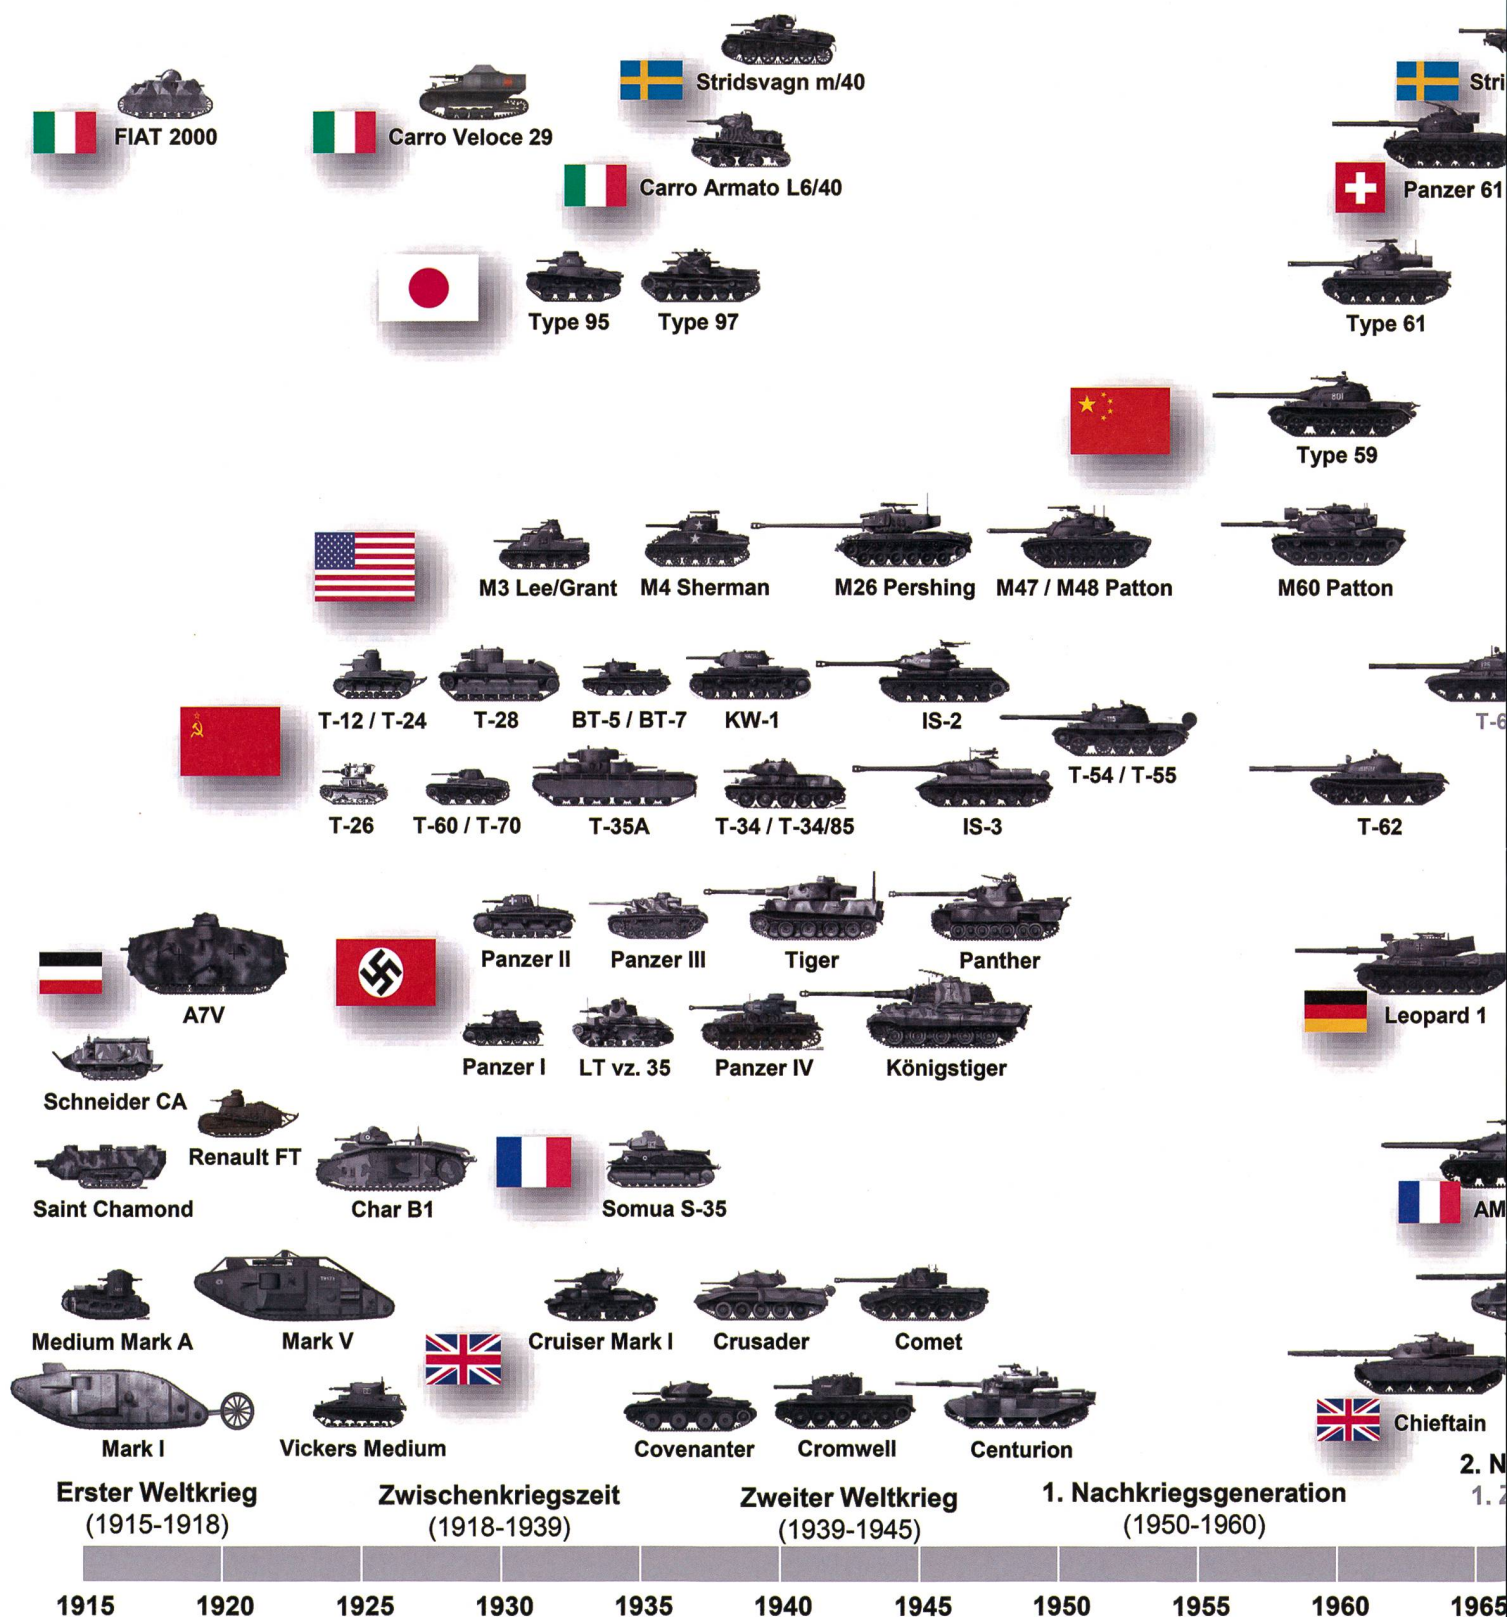 Stridsvagn m/40
Stri
FIAT 2000
Carro Veloce 29
Carro Armato L6/40
Panzer 61
Type 95
Type 97
Type 61
Type 59
M3 Lee/Grant
M4 Sherman
M26 Pershing
M47 / M48 Patton
M60 Patton
T-12 / T-24
T-28
BT-5 / BT-7
KW-1
IS-2
T-6
T-54 / T-55
T-26
T-60 / T-70
T-35A
T-34 / T-34/85
IS-3
T-62
Panzer II
Panzer III
Tiger
Panther
A7V
Leopard 1
Panzer I
LT vz. 35
Panzer IV
Königstiger
Schneider CA
Renault FT
Saint Chamond
Char B1
Somua S-35
AM
Medium Mark A
Mark V
Cruiser Mark I
Crusader
Comet
Chieftain
Mark I
Vickers Medium
Covenanter
Cromwell
Centurion
2. N
Erster Weltkrieg
Zwischenkriegszeit
Zweiter Weltkrieg
1. Nachkriegsgeneration
1.
(1915-1918)
(1918-1939)
(1939-1945)
(1950-1960)
1915
1920
1925
1930
1935
1940
1945
1950
1955
1960
1965